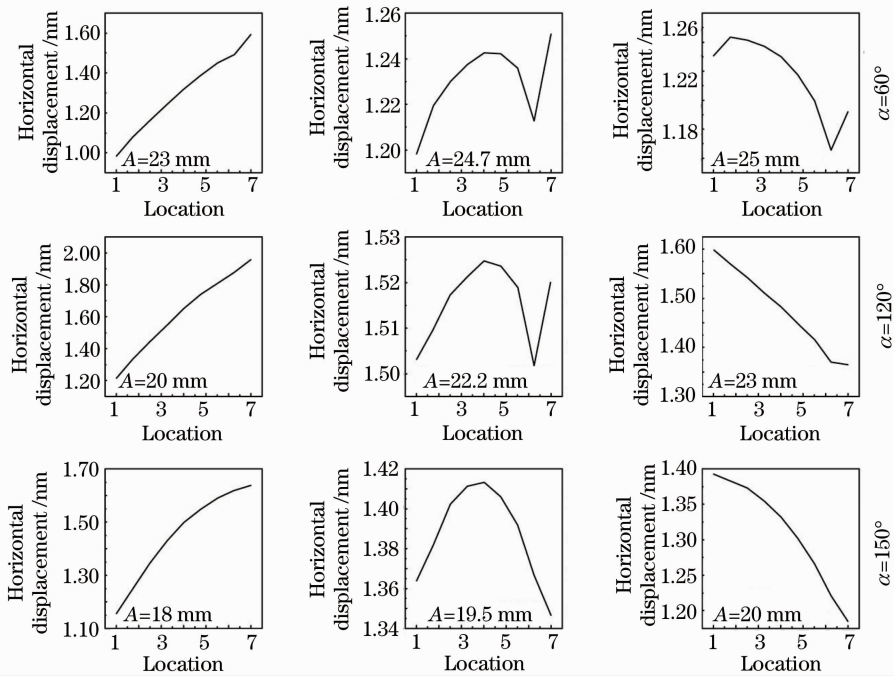 Horizontal
displacement /nm
1.60
1.40
1.20
1.00
A=23 mm
1 3 5 7
Location
Horizontal
displacement /nm
1.26
1.24
1.22
1.20
A=24.7 mm
1 3 5 7
Location
Horizontal
displacement /nm
1.26
1.22
1.18
A=25 mm
1 3 5 7
Location
α=60°
Horizontal
displacement /nm
2.00
1.80
1.60
1.40
1.20
A=20 mm
1 3 5 7
Location
Horizontal
displacement /nm
1.53
1.52
1.51
1.50
A=22.2 mm
1 3 5 7
Location
Horizontal
displacement /nm
1.60
1.50
1.40
1.30
A=23 mm
1 3 5 7
Location
α=120°
Horizontal
displacement /nm
1.70
1.50
1.30
1.10
A=18 mm
1 3 5 7
Location
Horizontal
displacement /nm
1.42
1.40
1.38
1.36
1.34
A=19.5 mm
1 3 5 7
Location
Horizontal
displacement /nm
1.40
1.35
1.30
1.25
1.20
A=20 mm
1 3 5 7
Location
α=150°